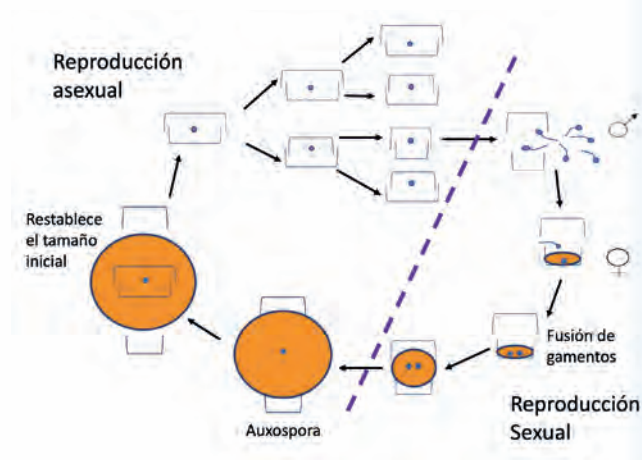 Reproducción
asexual
Restablece
el tamaño
inicial
Fusión de
gamentos
Auxospora
Reproducción
Sexual